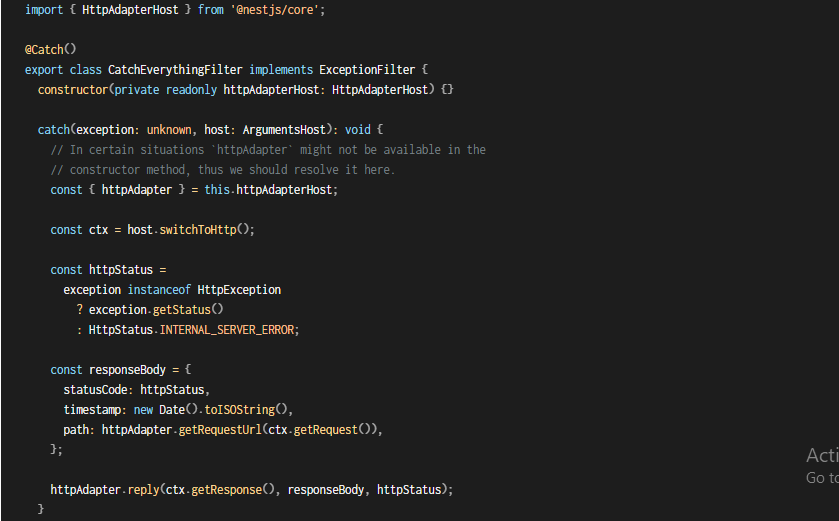 import { HttpAdapterHost } from '@nestjs/core';
@Catch()
export class CatchEverythingFilter implements ExceptionFilter {
constructor(private readonly httpAdapterHost: HttpAdapterHost) {}
catch(exception: unknown, host: ArgumentsHost): void {
// In certain situations `httpAdapter` might not be available in the
// constructor method, thus we should resolve it here.
const { httpAdapter } = this.httpAdapterHost;
const ctx = host.switchToHttp();
const httpStatus =
exception instanceof HttpException
? exception.getStatus()
: HttpStatus.INTERNAL_SERVER_ERROR;
const responseBody = {
statusCode: httpStatus,
timestamp: new Date().toISOString(),
path: httpAdapter.getRequestUrl(ctx.getRequest()),
};
httpAdapter.reply(ctx.getResponse(), responseBody, httpStatus);
}
Acti
Go to